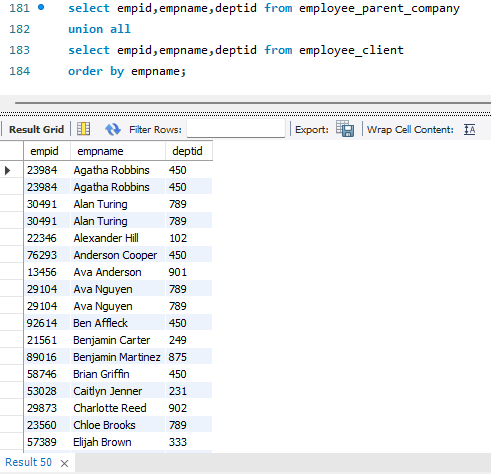 181 select empid,empname,deptid from employee_parent_company
182 union all
183 select empid,empname,deptid from employee_client
184 order by empname;
Result Grid Filter Rows: Export: Wrap Cell Content: IA
empid empname deptid
23984 Agatha Robbins 450
23984 Agatha Robbins 450
30491 Alan Turing 789
30491 Alan Turing 789
22346 Alexander Hill 102
76293 Anderson Cooper 450
13456 Ava Anderson 901
29104 Ava Nguyen 789
29104 Ava Nguyen 789
92614 Ben Affleck 450
21561 Benjamin Carter 249
89016 Benjamin Martinez 875
58746 Brian Griffin 450
53028 Caitlyn Jenner 231
29873 Charlotte Reed 902
23560 Chloe Brooks 789
57389 Elijah Brown 333
Result 50